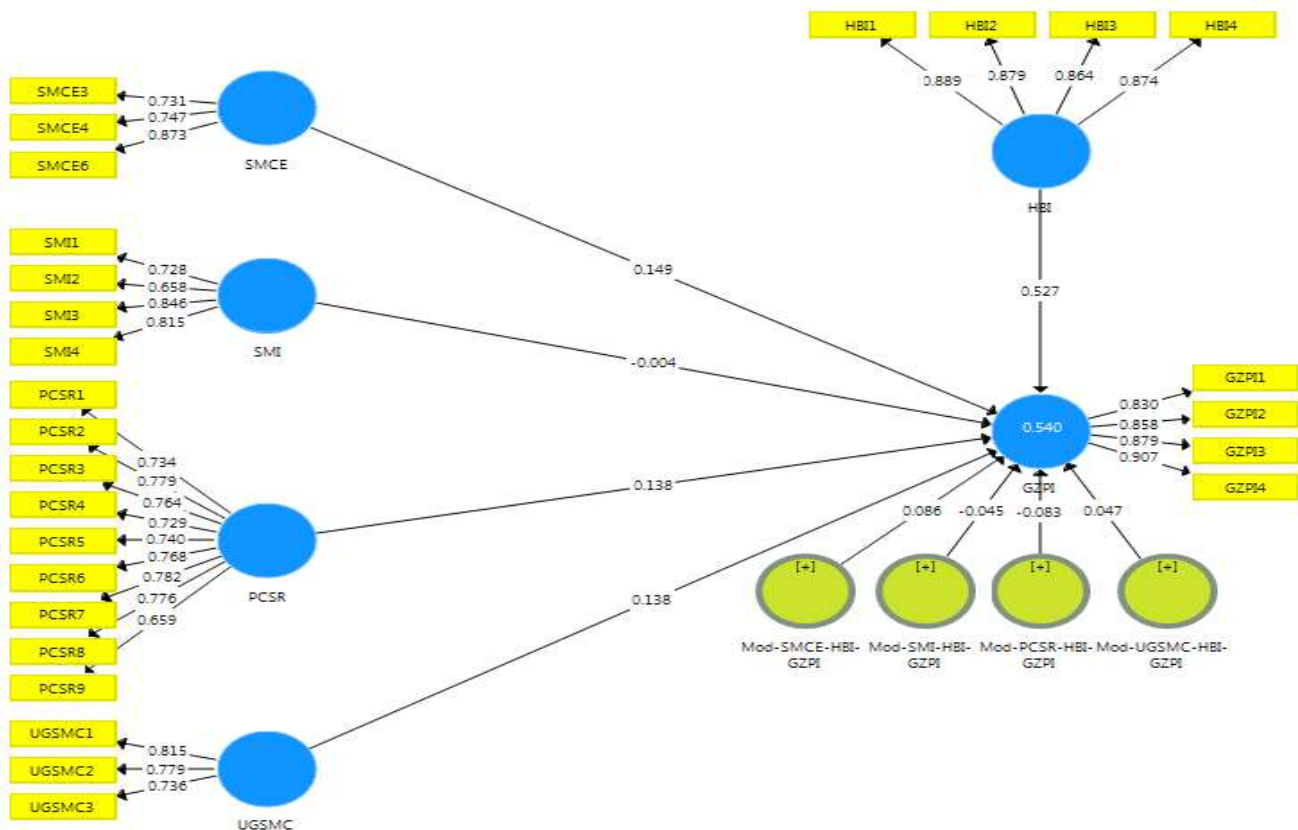 HBI1
HBI2
HBI3
HBI4
0.889
0.879
0.864
0.874
HBI
SMCE3
SMCE4
SMCE6
0.731
0.747
0.873
SMCE
SMI1
SMI2
SMI3
SMI4
0.728
0.658
0.846
0.815
SMI
0.149
0.527
-0.004
PCSR1
PCSR2
PCSR3
PCSR4
PCSR5
PCSR6
PCSR7
PCSR8
PCSR9
0.734
0.779
0.764
0.729
0.740
0.768
0.782
0.776
0.659
PCSR
0.138
0.540
GZPI
0.830
0.858
0.879
0.907
GZPI1
GZPI2
GZPI3
GZPI4
0.086
-0.045
-0.083
0.047
[+]
[+]
[+]
[+]
Mod-SMCE-HBI-
GZPI
Mod-SMI-HBI-
GZPI
Mod-PCSR-HBI-
GZPI
Mod-UGSMC-HBI-
GZPI
0.138
UGSMC1
UGSMC2
UGSMC3
0.815
0.779
0.736
UGSMC